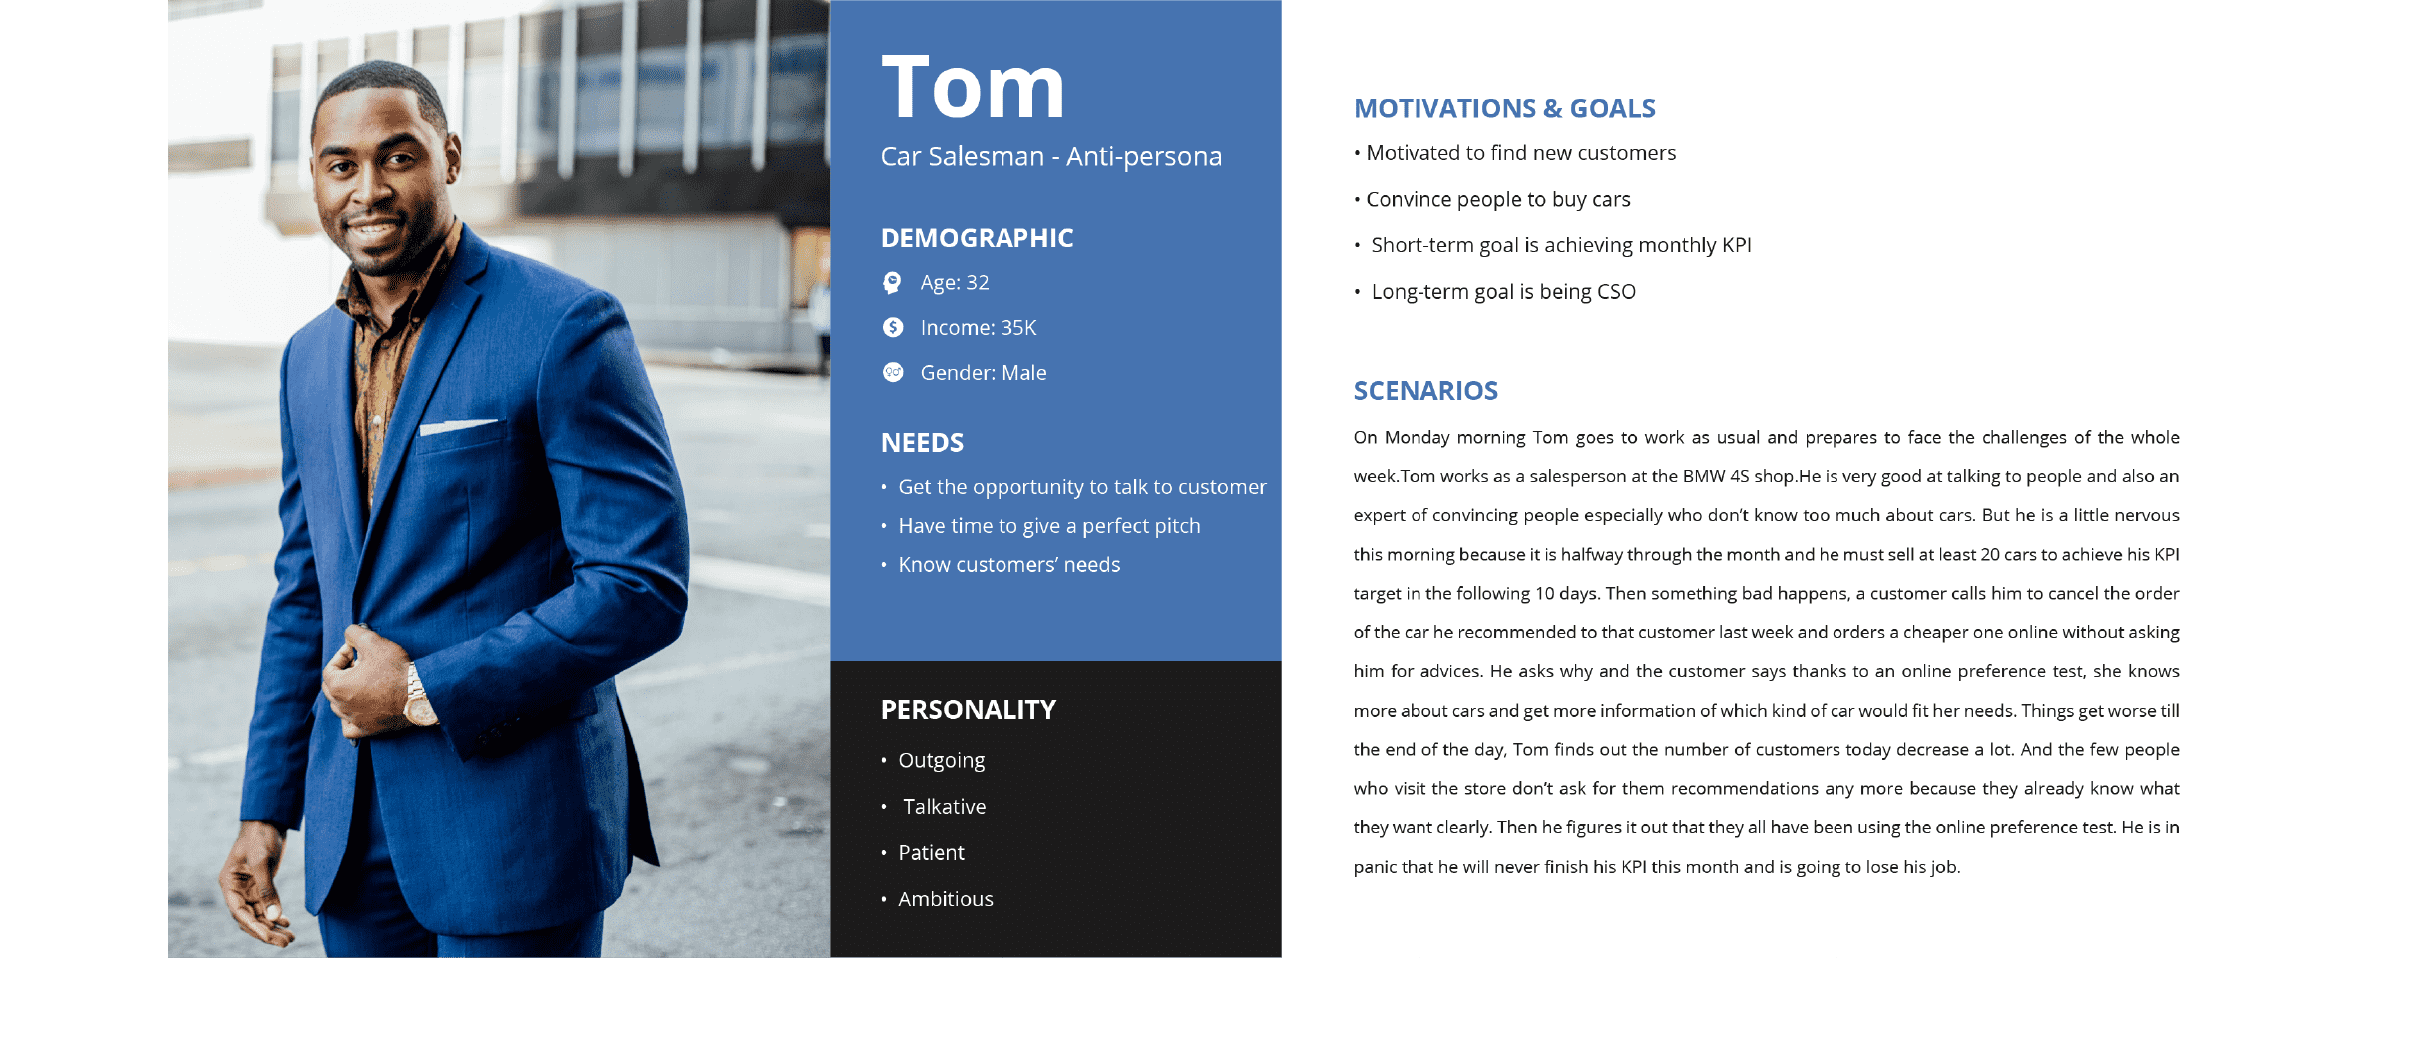 Tom
Car Salesman - Anti-persona
DEMOGRAPHIC
Age: 32
Income: 35K
Gender: Male
NEEDS
• Get the opportunity to talk to customer
• Have time to give a perfect pitch
• Know customers’ needs
PERSONALITY
• Outgoing
• Talkative
• Patient
• Ambitious
MOTIVATIONS & GOALS
• Motivated to find new customers
• Convince people to buy cars
• Short-term goal is achieving monthly KPI
• Long-term goal is being CSO
SCENARIOS
On Monday morning Tom goes to work as usual and prepares to face the challenges of the whole
week.Tom works as a salesperson at the BMW 4S shop.He is very good at talking to people and also an
expert of convincing people especially who don’t know too much about cars. But he is a little nervous
this morning because it is halfway through the month and he must sell at least 20 cars to achieve his KPI
target in the following 10 days. Then something bad happens, a customer calls him to cancel the order
of the car he recommended to that customer last week and orders a cheaper one online without asking
him for advices. He asks why and the customer says thanks to an online preference test, she knows
more about cars and get more information of which kind of car would fit her needs. Things get worse till
the end of the day, Tom finds out the number of customers today decrease a lot. And the few people
who visit the store don’t ask for them recommendations any more because they already know what
they want clearly. Then he figures it out that they all have been using the online preference test. He is in
panic that he will never finish his KPI this month and is going to lose his job.